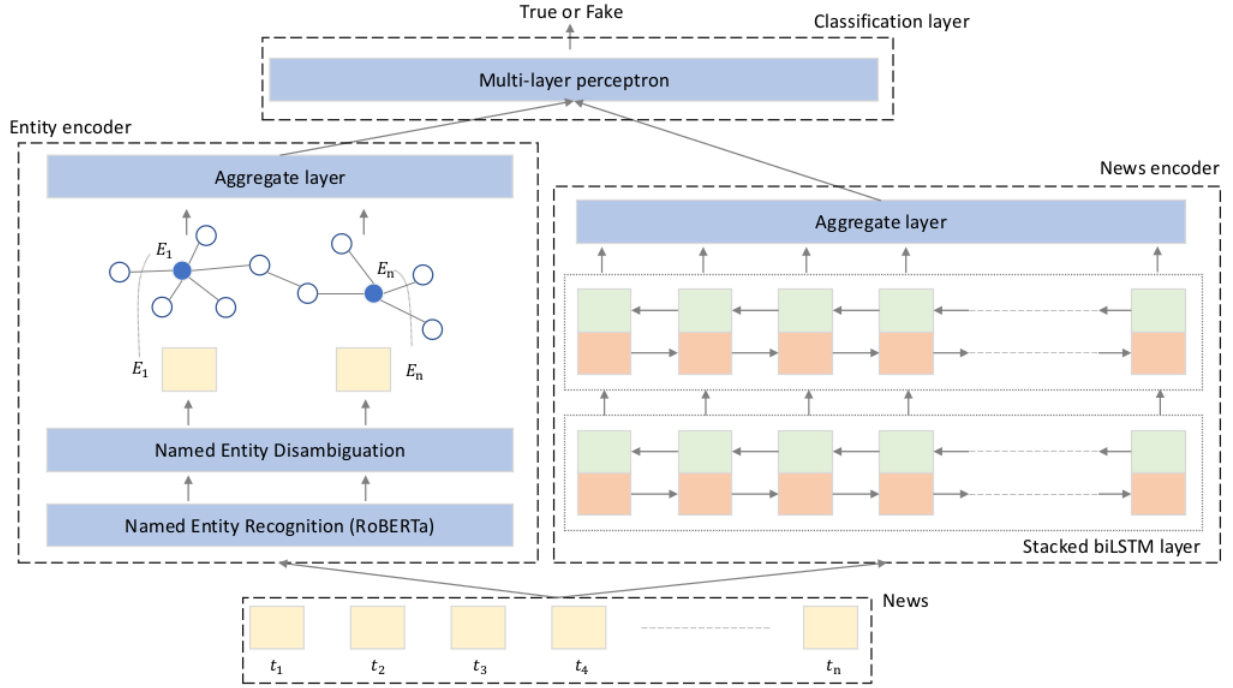 True or Fake
Classification layer
Multi-layer perceptron
Entity encoder
Aggregate layer
News encoder
Aggregate layer
E1
En
E1
En
Named Entity Disambiguation
Named Entity Recognition (RoBERTa)
Stacked biLSTM layer
News
t1 t2 t3 t4 tn